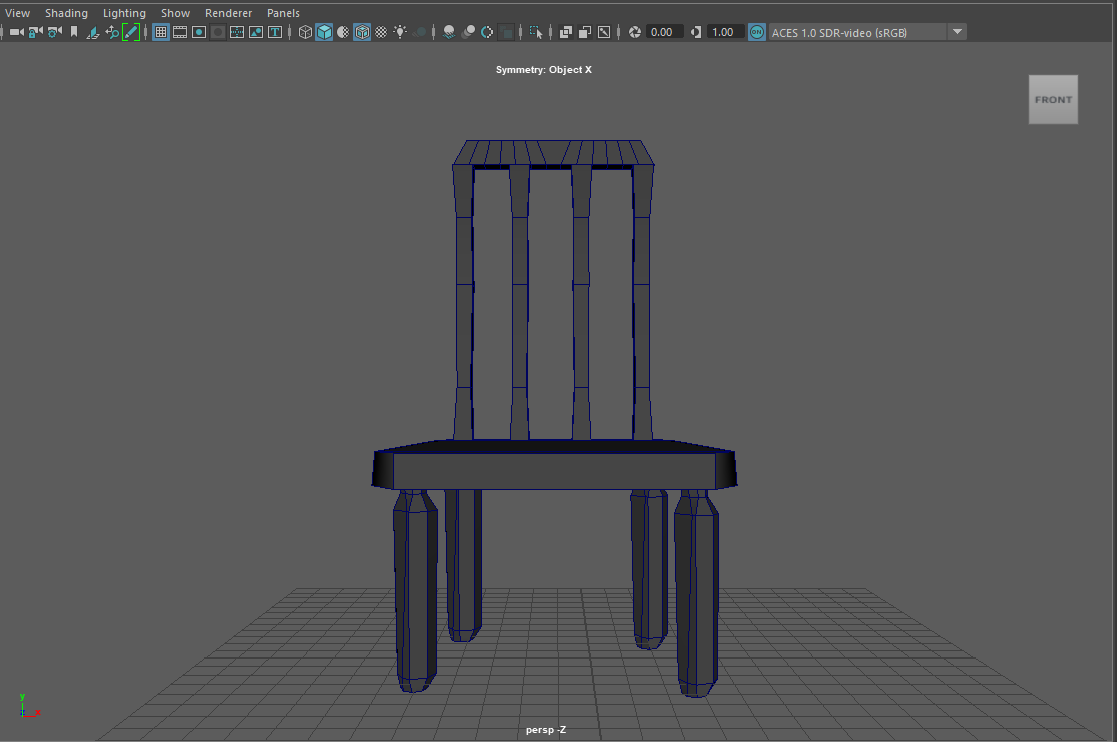 View Shading Lighting Show Renderer Panels
0.00 1.00 ON ACES 1.0 SDR-video (sRGB)
Symmetry: Object X
FRONT
y
x
persp -Z